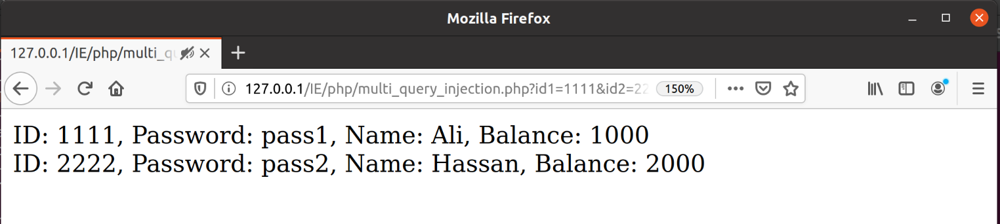 Mozilla Firefox
127.0.0.1/IE/php/multi_q
127.0.0.1/IE/php/multi_query_injection.php?id1=1111&id2=22
150%
ID: 1111, Password: pass1, Name: Ali, Balance: 1000
ID: 2222, Password: pass2, Name: Hassan, Balance: 2000